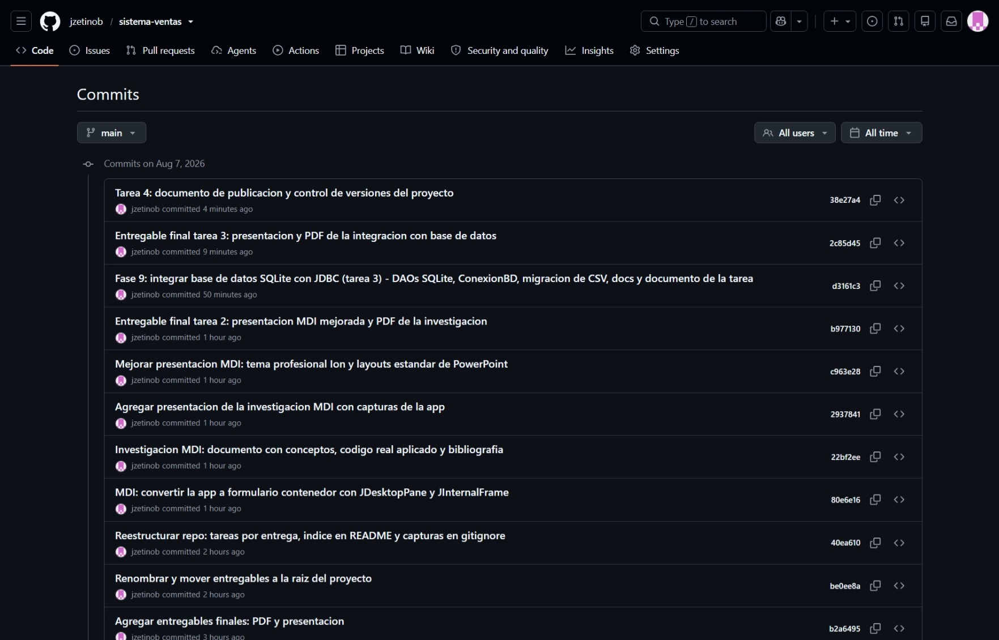 jzetinob / sistema-ventas
Type / to search
Code
Issues
Pull requests
Agents
Actions
Projects
Wiki
Security and quality
Insights
Settings
Commits
main
All users
All time
Commits on Aug 7, 2026
Tarea 4: documento de publicacion y control de versiones del proyecto
jzetinob committed 4 minutes ago
38e27a4
Entregable final tarea 3: presentacion y PDF de la integracion con base de datos
jzetinob committed 9 minutes ago
2c85d45
Fase 9: integrar base de datos SQLite con JDBC (tarea 3) - DAOs SQLite, ConexionBD, migracion de CSV, docs y documento de la tarea
jzetinob committed 50 minutes ago
d3161c3
Entregable final tarea 2: presentacion MDI mejorada y PDF de la investigacion
jzetinob committed 1 hour ago
b977130
Mejorar presentacion MDI: tema profesional Ion y layouts estandar de PowerPoint
jzetinob committed 1 hour ago
c963e28
Agregar presentacion de la investigacion MDI con capturas de la app
jzetinob committed 1 hour ago
2937841
Investigacion MDI: documento con conceptos, codigo real aplicado y bibliografia
jzetinob committed 1 hour ago
22bf2ee
MDI: convertir la app a formulario contenedor con JDesktopPane y JInternalFrame
jzetinob committed 1 hour ago
80e6e16
Reestructurar repo: tareas por entrega, indice en README y capturas en gitignore
jzetinob committed 2 hours ago
40ea610
Renombrar y mover entregables a la raiz del proyecto
jzetinob committed 2 hours ago
be0ee8a
Agregar entregables finales: PDF y presentacion
jzetinob committed 3 hours ago
b2a6495